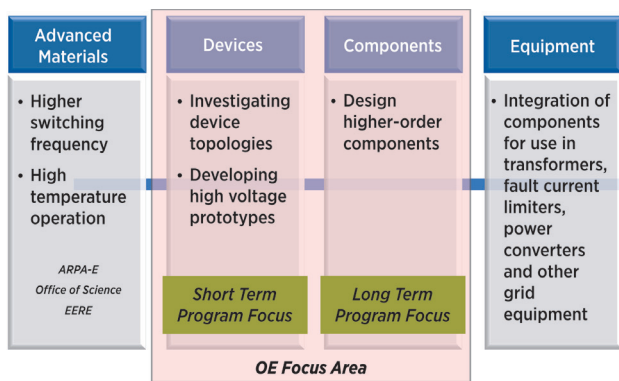 Advanced
Materials
• Higher
switching
frequency
• High
temperature
operation
ARPA-E
Office of Science
EERE
Devices
• Investigating
device
topologies
• Developing
high voltage
prototypes
Short Term
Program Focus
Components
• Design
higher-order
components
Long Term
Program Focus
OE Focus Area
Equipment
• Integration of
components
for use in
transformers,
fault current
limiters,
power
converters
and other
grid
equipment